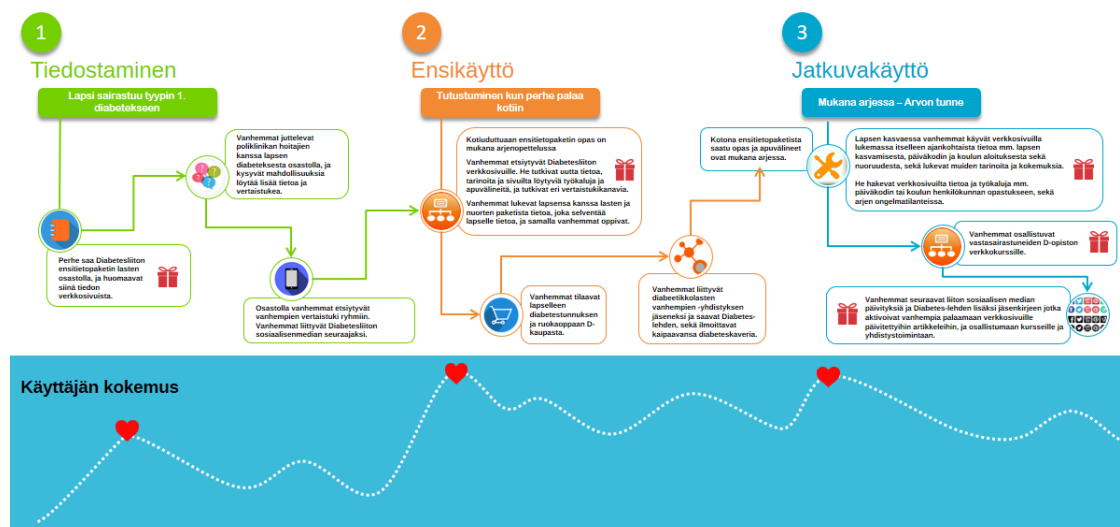 1
Tiedostaminen
Lapsi sairastuu tyypin 1.
diabetekseen
Vanhemmat juttelevat
poliklinikan hoitajien
kanssa lapsen
diabeteksesta osastolla, ja
kysyvät mahdollisuuksia
löytää lisää tietoa ja
vertaistukea.
Perhe saa Diabetesliiton
ensitietopaketin lasten
osastolla, ja huomaavat
siinä tiedon
verkkosivuista.
Osastolla vanhemmat etsiytyvät
vanhempien vertaistuki ryhmiin.
Vanhemmat liittyvät Diabetesliiton
sosiaalisenmedian seuraajaksi.
2
Ensikäyttö
Tutustuminen kun perhe palaa
kotiin
Kotiuduttuaan ensitietopaketin opas on
mukana arjenopettelussa
Vanhemmat etsiytyvät Diabetesliiton
verkkosivuille. He tutkivat uutta tietoa,
tarinoita ja sivuilta löytyviä työkaluja ja
apuvälineitä, ja tutkivat eri vertaistukikanavia.
Vanhemmat lukevat lapsensa kanssa lasten ja
nuorten paketista tietoa, joka selventää
lapselle tietoa, ja samalla vanhemmat oppivat.
Vanhemmat tilaavat
lapselleen
diabetestunnuksen
ja ruokaoppaan D-
kaupasta.
Vanhemmat liittyvät
diabeetikkolasten
vanhempien -yhdistyksen
jäseneksi ja saavat Diabetes-
lehden, sekä ilmoittavat
kaipaavansa diabeteskaveria.
3
Jatkuvakäyttö
Mukana arjessa – Arvon tunne
Kotona ensitietopaketista
saatu opas ja apuvälineet
ovat mukana arjessa.
Lapsen kasvaessa vanhemmat käyvät verkkosivuilla
lukemassa itselleen ajankohtaista tietoa mm. lapsen
kasvamisesta, päiväkodin ja koulun aloituksesta sekä
nuoruudesta, sekä lukevat muiden tarinoita ja kokemuksia.
He hakevat verkkosivuilta tietoa ja työkaluja mm.
päiväkodin tai koulun henkilökunnan opastukseen, sekä
arjen ongelmatilanteissa.
Vanhemmat osallistuvat
vastasairastuneiden D-opiston
verkkokurssille.
Vanhemmat seuraavat liiton sosiaalisen median
päivityksiä ja Diabetes-lehden lisäksi jäsenkirjeen jotka
aktivoivat vanhempia palaamaan verkkosivuille
päivitettyihin artikkeleihin, ja osallistumaan kursseille ja
yhdistystoimintaan.
Käyttäjän kokemus